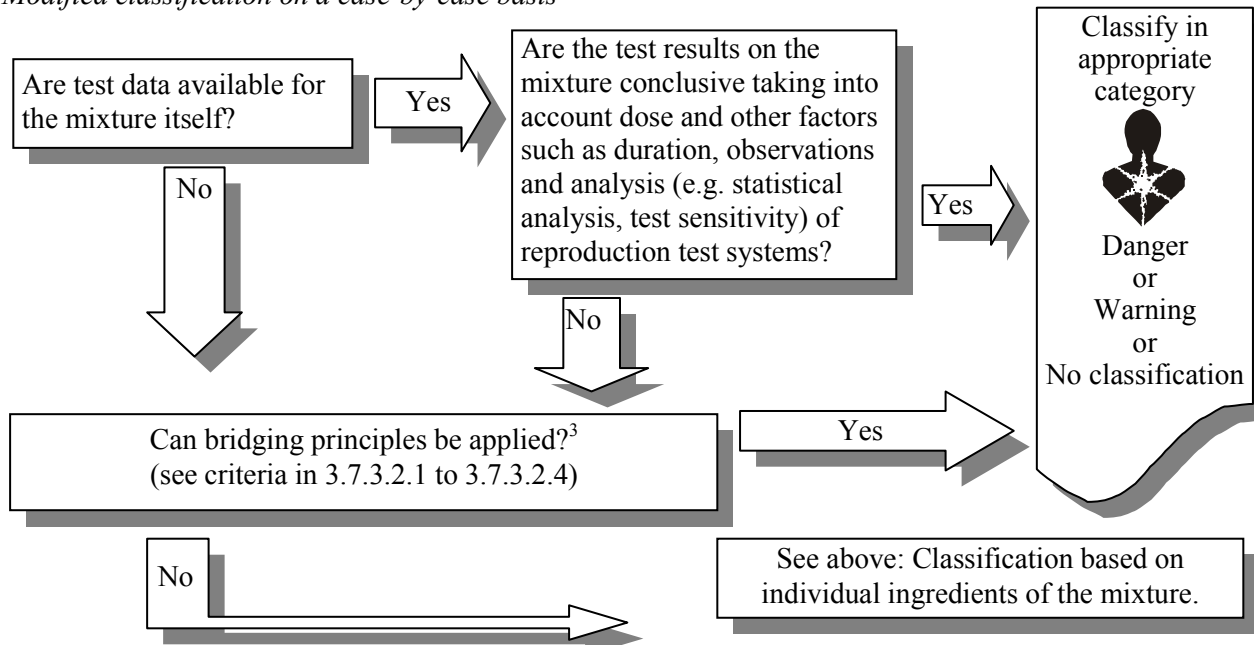 Modified classification on a case-by-case basis
Are test data available for
the mixture itself?
Yes
Are the test results on the
mixture conclusive taking into
account dose and other factors
such as duration, observations
and analysis (e.g. statistical
analysis, test sensitivity) of
reproduction test systems?
Yes
Classify in
appropriate
category
Danger
or
Warning
or
No classification
No
No
Can bridging principles be applied?³
(see criteria in 3.7.3.2.1 to 3.7.3.2.4)
Yes
No
See above: Classification based on
individual ingredients of the mixture.